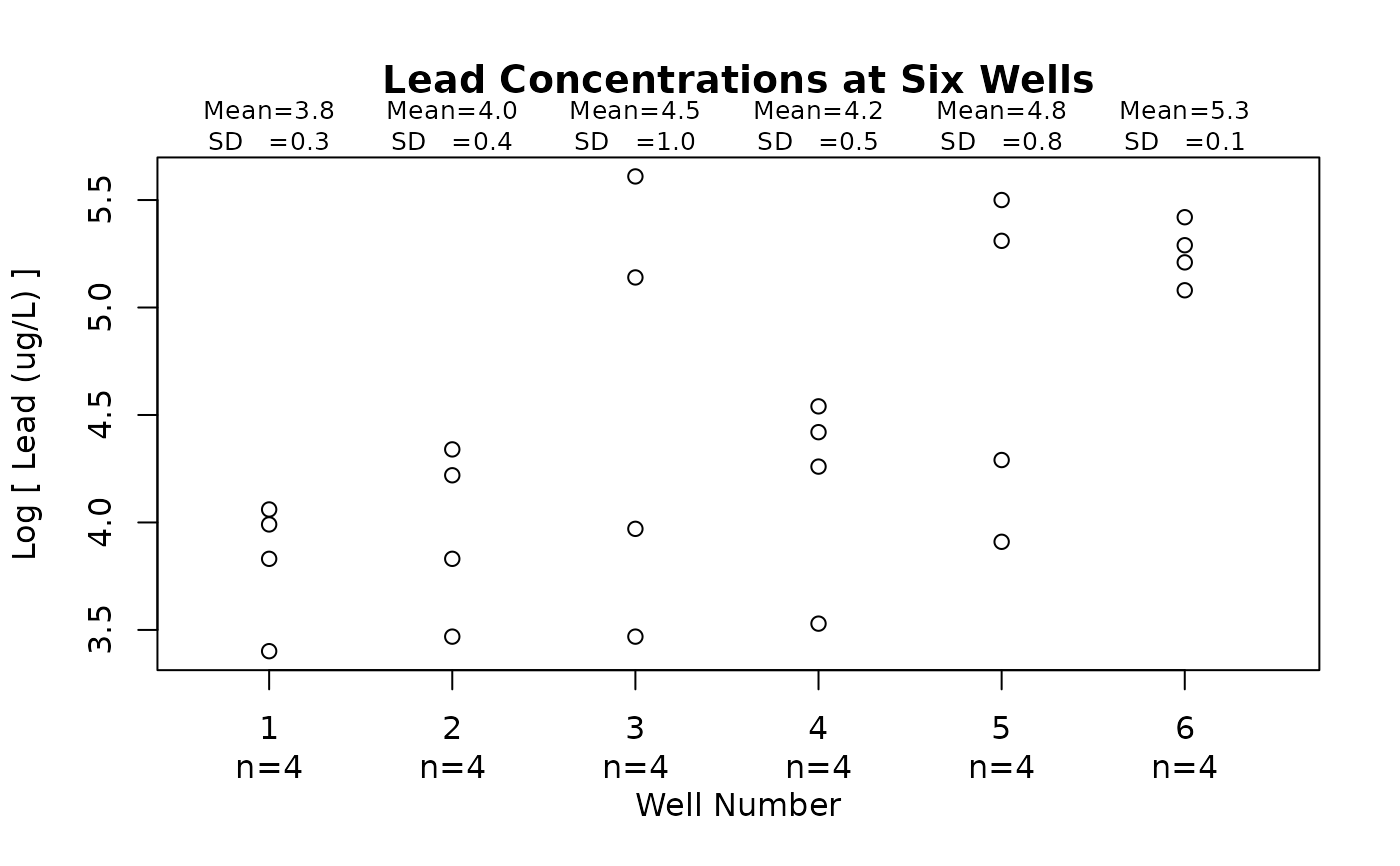 Lead Concentrations at Six Wells
Mean=3.8 Mean=4.0 Mean=4.5 Mean=4.2 Mean=4.8 Mean=5.3
SD =0.3 SD =0.4 SD =1.0 SD =0.5 SD =0.8 SD =0.1
Log [ Lead (ug/L) ]
5.5
5.0
4.5
4.0
3.5
1 2 3 4 5 6
n=4 n=4 n=4 n=4 n=4 n=4
Well Number